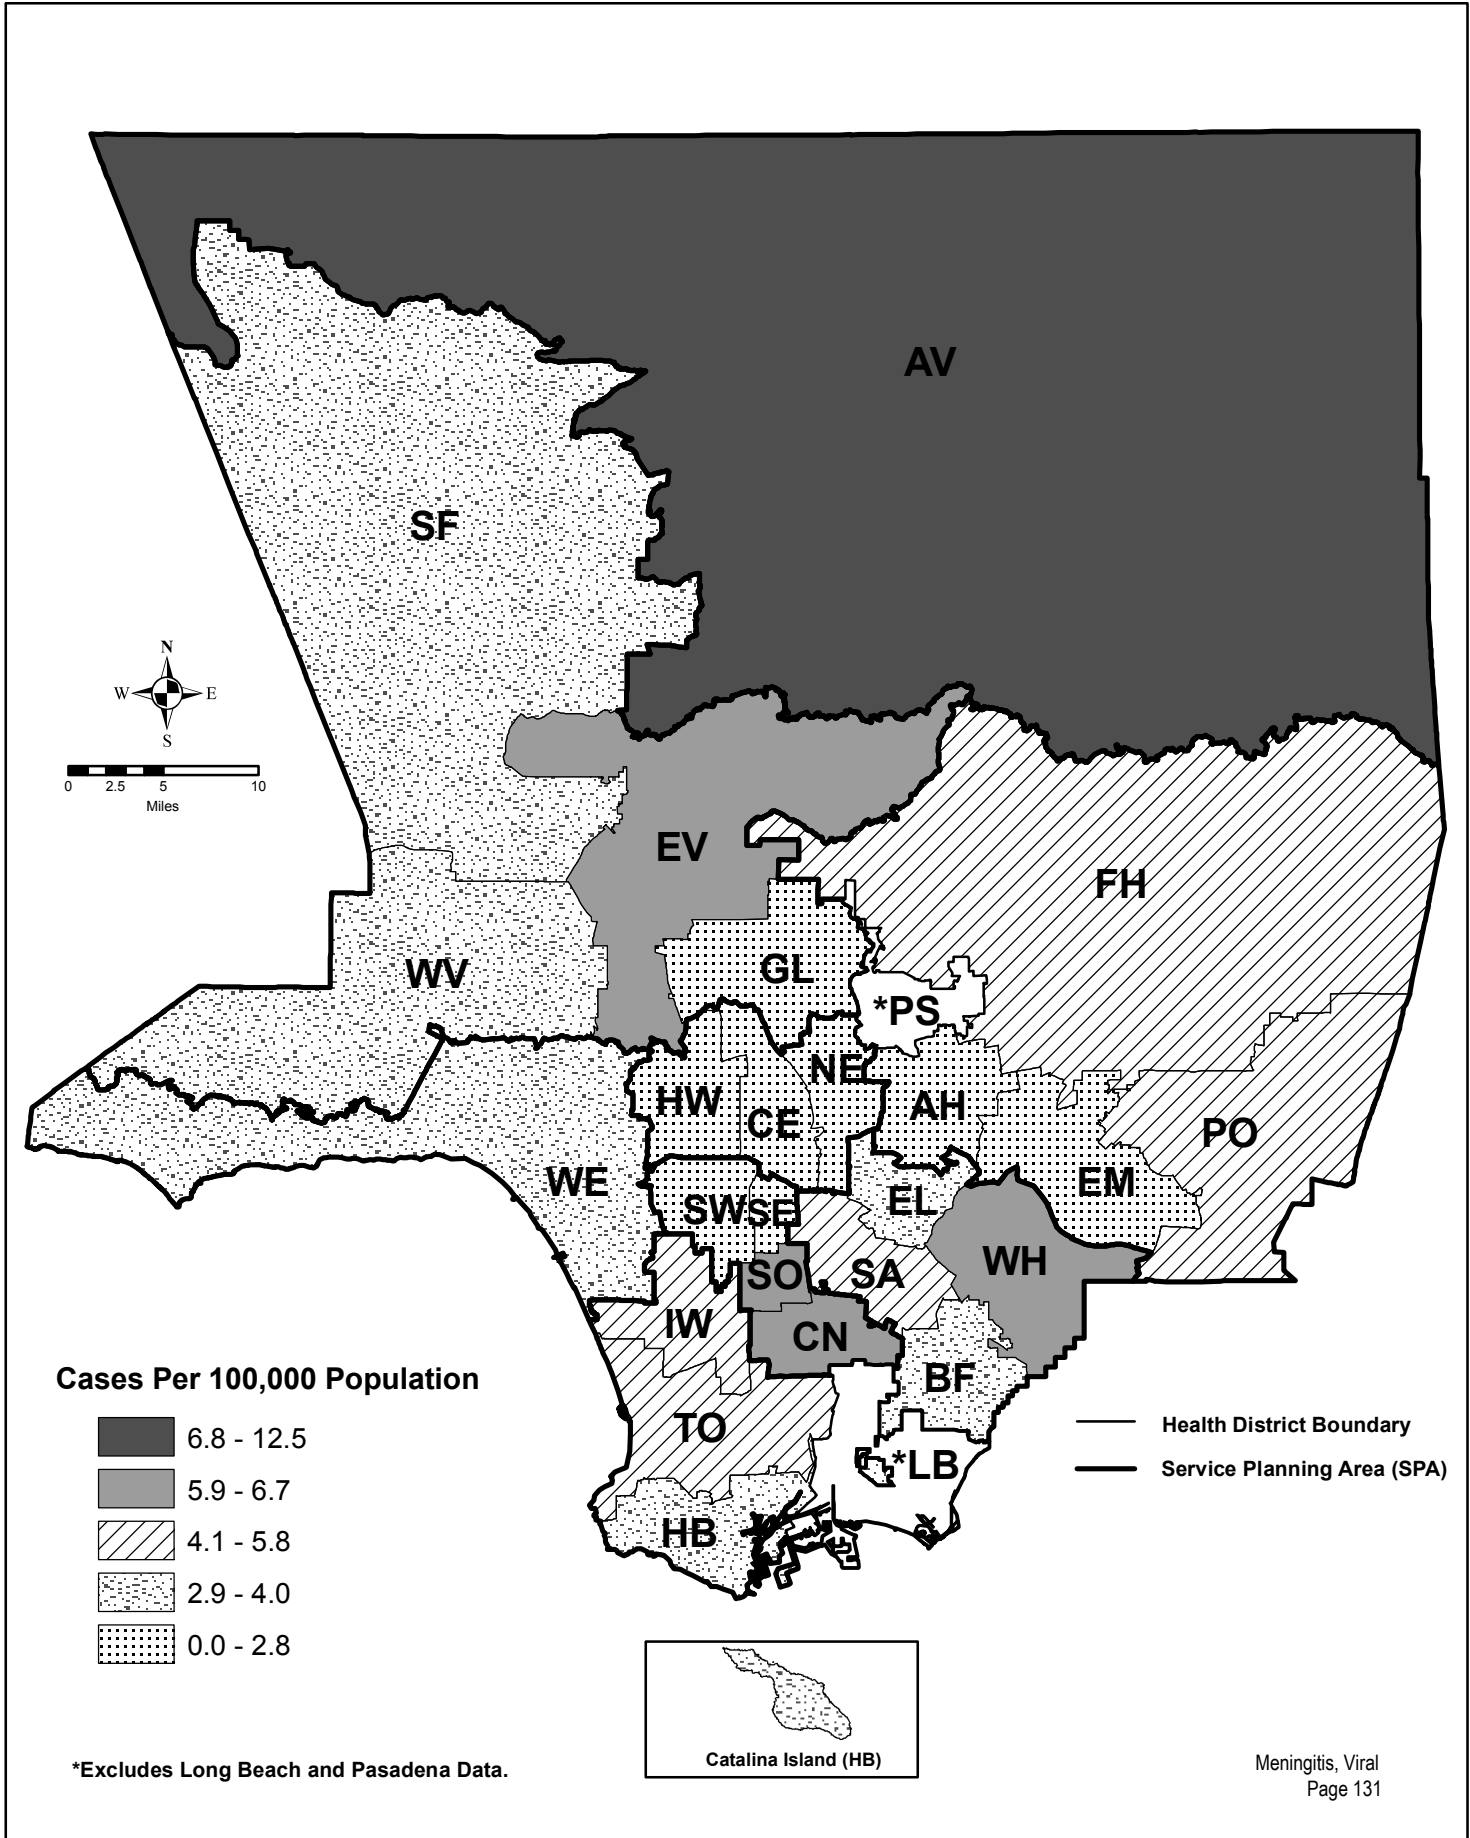 AV
SF
N
W E
S
0 2.5 5 10
Miles
EV
FH
WV
GL
*PS
NE
HW
AH
CE
PO
WE
EM
EL
SW
SE
WH
SO
SA
IW
CN
BF
TO
*LB
HB
Cases Per 100,000 Population
6.8 - 12.5
5.9 - 6.7
4.1 - 5.8
2.9 - 4.0
0.0 - 2.8
Health District Boundary
Service Planning Area (SPA)
Catalina Island (HB)
*Excludes Long Beach and Pasadena Data.
Meningitis, Viral
Page 131